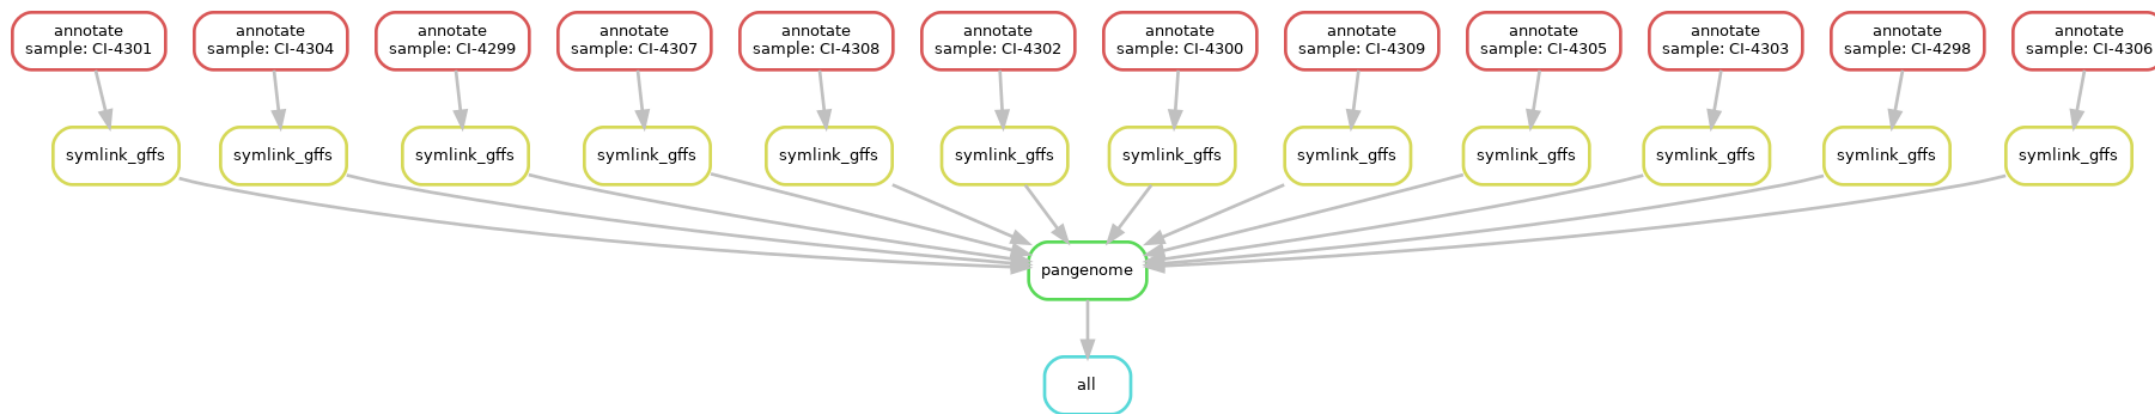 annotate
sample: CI-4301
annotate
sample: CI-4304
annotate
sample: CI-4299
annotate
sample: CI-4307
annotate
sample: CI-4308
annotate
sample: CI-4302
annotate
sample: CI-4300
annotate
sample: CI-4309
annotate
sample: CI-4305
annotate
sample: CI-4303
annotate
sample: CI-4298
annotate
sample: CI-4306
symlink_gffs
symlink_gffs
symlink_gffs
symlink_gffs
symlink_gffs
symlink_gffs
symlink_gffs
symlink_gffs
symlink_gffs
symlink_gffs
symlink_gffs
symlink_gffs
pangenome
all